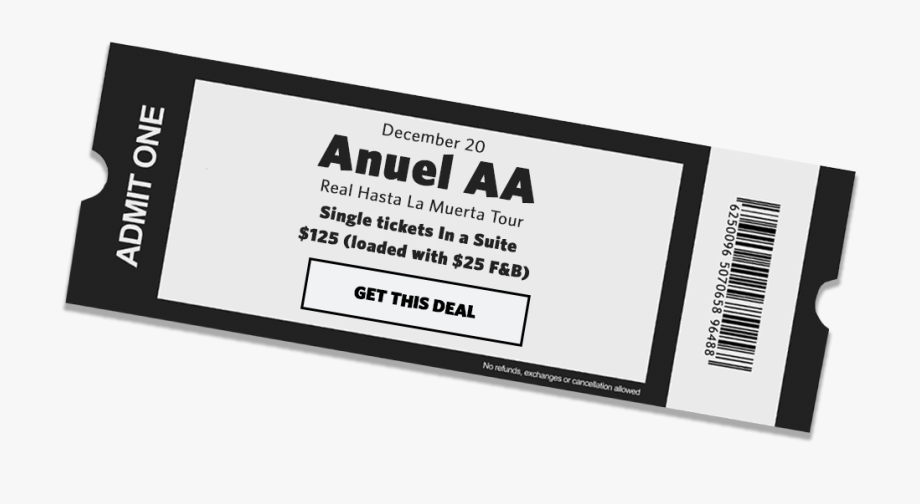 ADMIT ONE
December 20
Anuel AA
Real Hasta La Muerta Tour
Single tickets In a Suite
$125 (loaded with $25 F&B)
GET THIS DEAL
No refunds, exchanges or cancellation allowed
6250096 5070658 96488